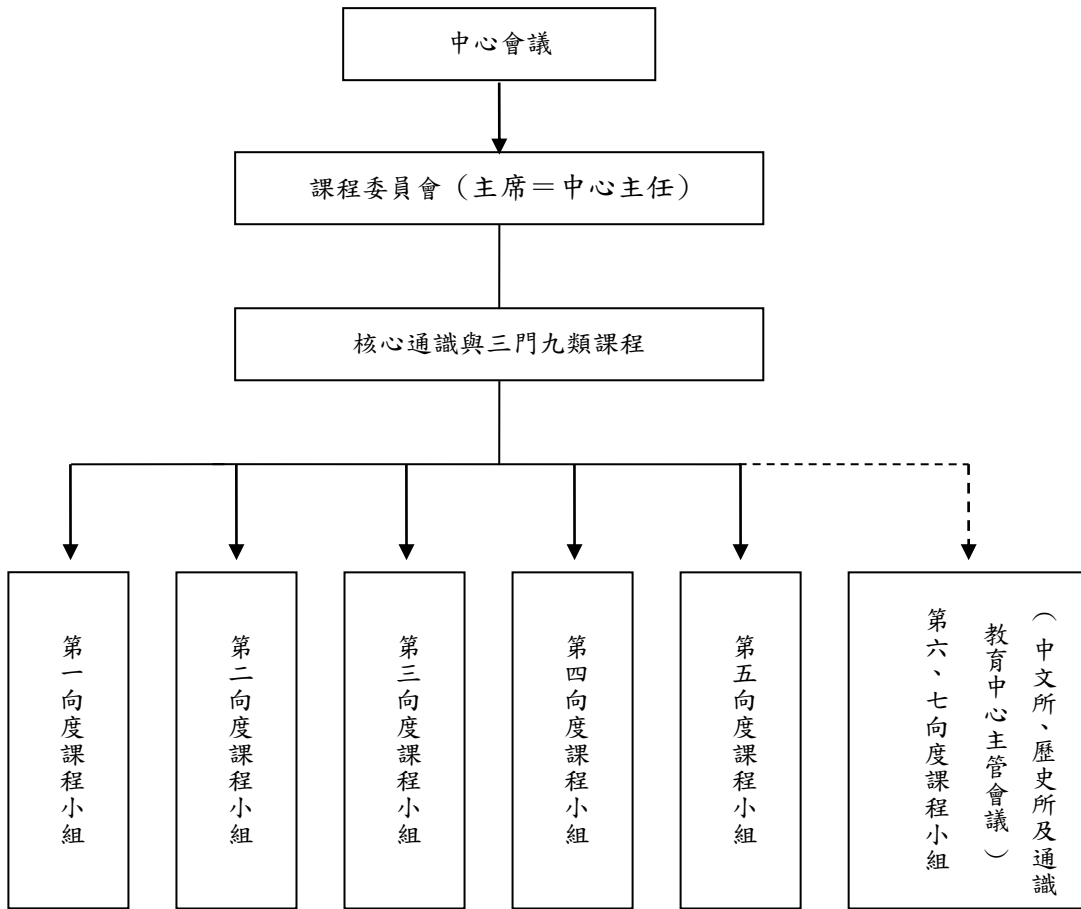 中心會議
課程委員會（主席＝中心主任）
核心通識與三門九類課程
第一向度課程小組
第二向度課程小組
第三向度課程小組
第四向度課程小組
第五向度課程小組
第六、七向度課程小組
（中文所、歷史所及通識
教育中心主管會議）